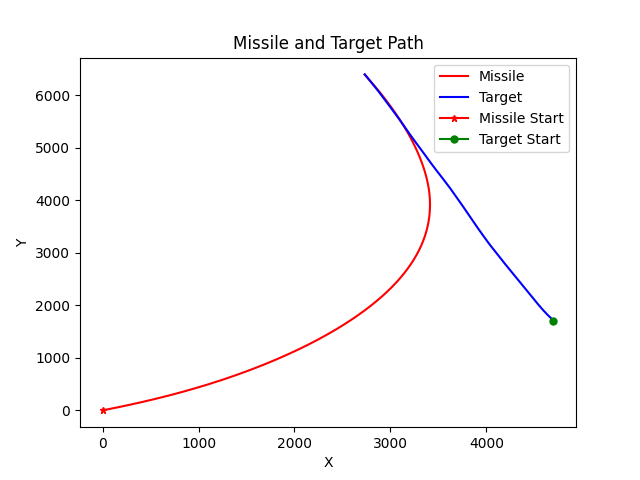 Missile and Target Path
Missile
Target
Missile Start
Target Start
6000
5000
4000
3000
2000
1000
0
Y
0 1000 2000 3000 4000
X